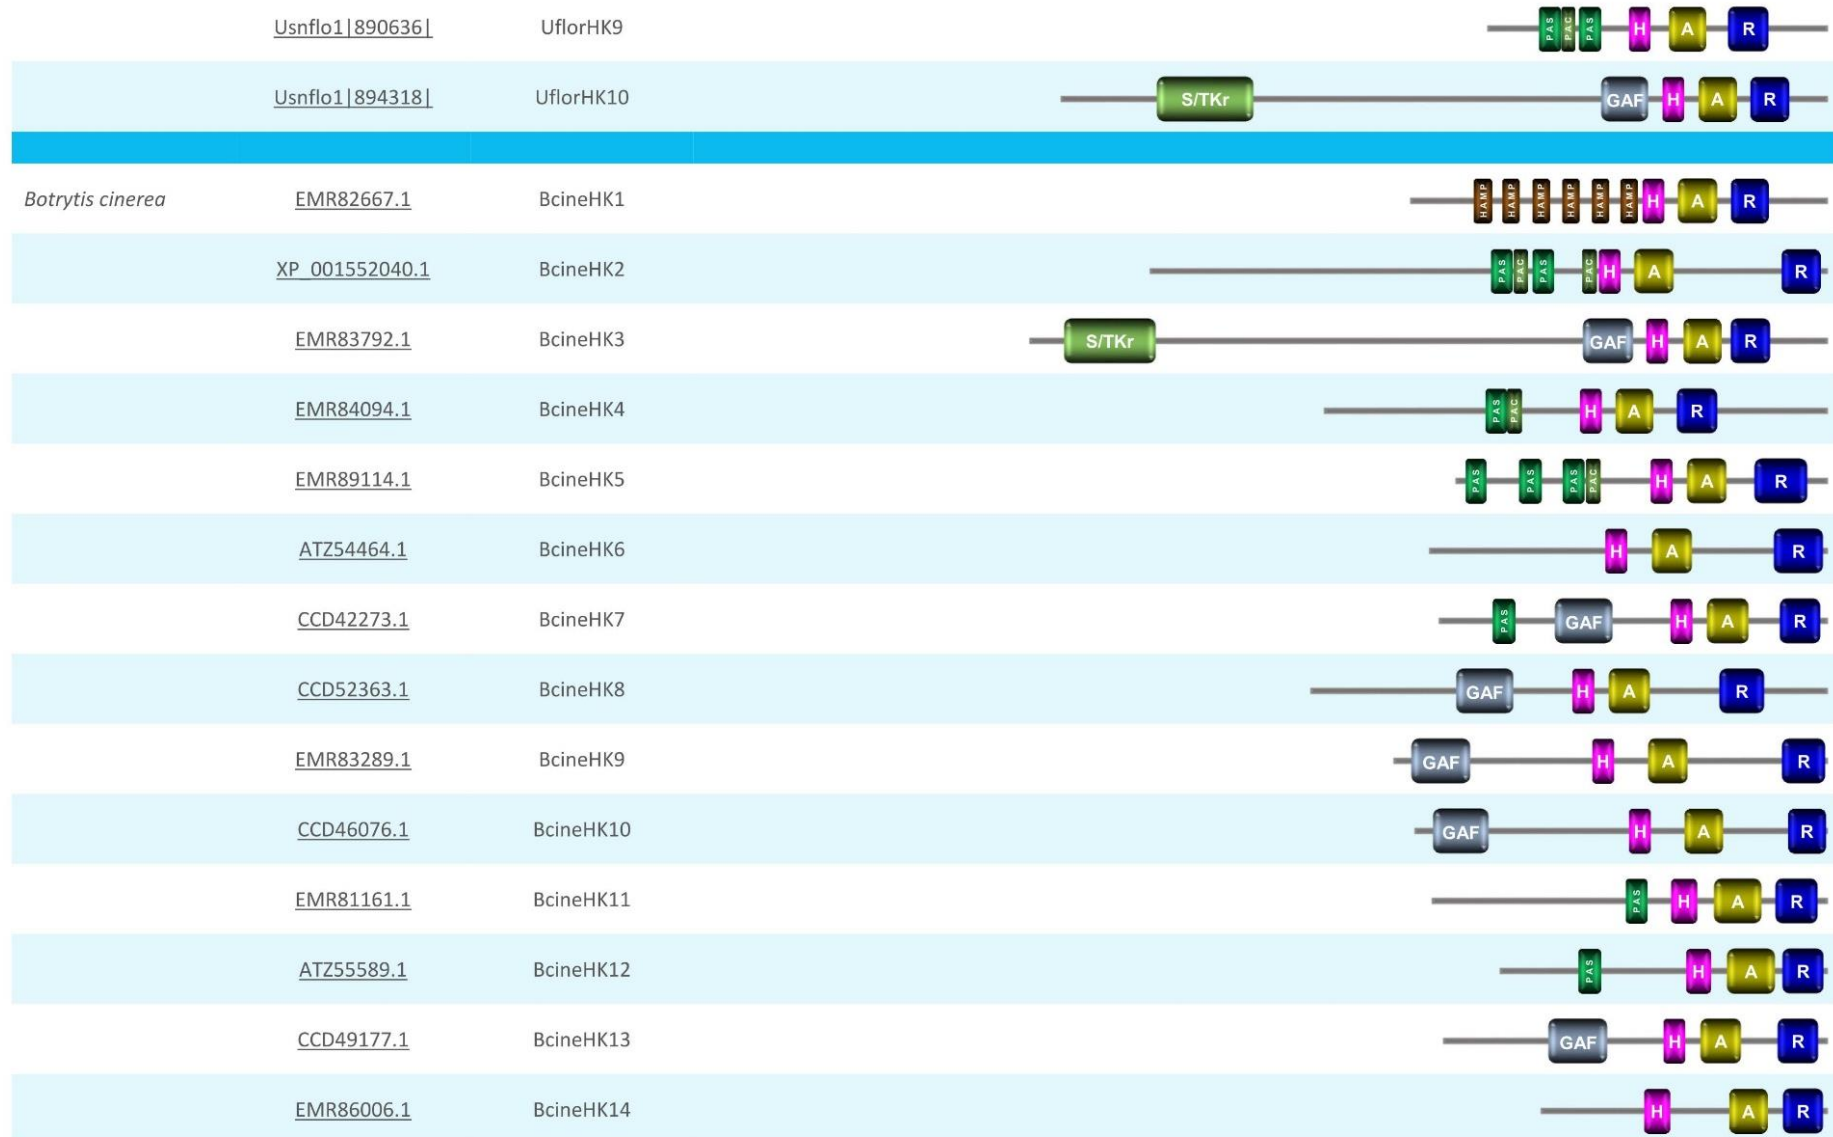 Usnflo1|890636| UflorHK9 PAS PAC PAS H A R
Usnflo1|894318| UflorHK10 S/TKr GAF H A R
Botrytis cinerea EMR82667.1 BcineHK1 HAMP HAMP HAMP HAMP HAMP HAMP H A R
XP_001552040.1 BcineHK2 PAS PAC PAS PAC H A R
EMR83792.1 BcineHK3 S/TKr GAF H A R
EMR84094.1 BcineHK4 PAS PAC H A R
EMR89114.1 BcineHK5 PAS PAS PAS PAC H A R
ATZ54464.1 BcineHK6 H A R
CCD42273.1 BcineHK7 PAS GAF H A R
CCD52363.1 BcineHK8 GAF H A R
EMR83289.1 BcineHK9 GAF H A R
CCD46076.1 BcineHK10 GAF H A R
EMR81161.1 BcineHK11 PAS H A R
ATZ55589.1 BcineHK12 PAS H A R
CCD49177.1 BcineHK13 GAF H A R
EMR86006.1 BcineHK14 H A R